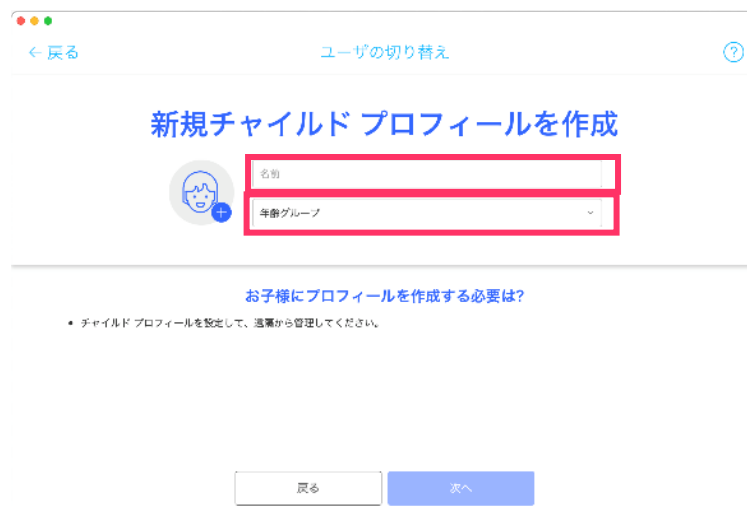 ← 戻る
ユーザの切り替え
?
新規チャイルド プロフィールを作成
名前
年齢グループ
お子様にプロフィールを作成する必要は?
• チャイルド プロフィールを設定して、遠隔から管理してください。
戻る
次へ